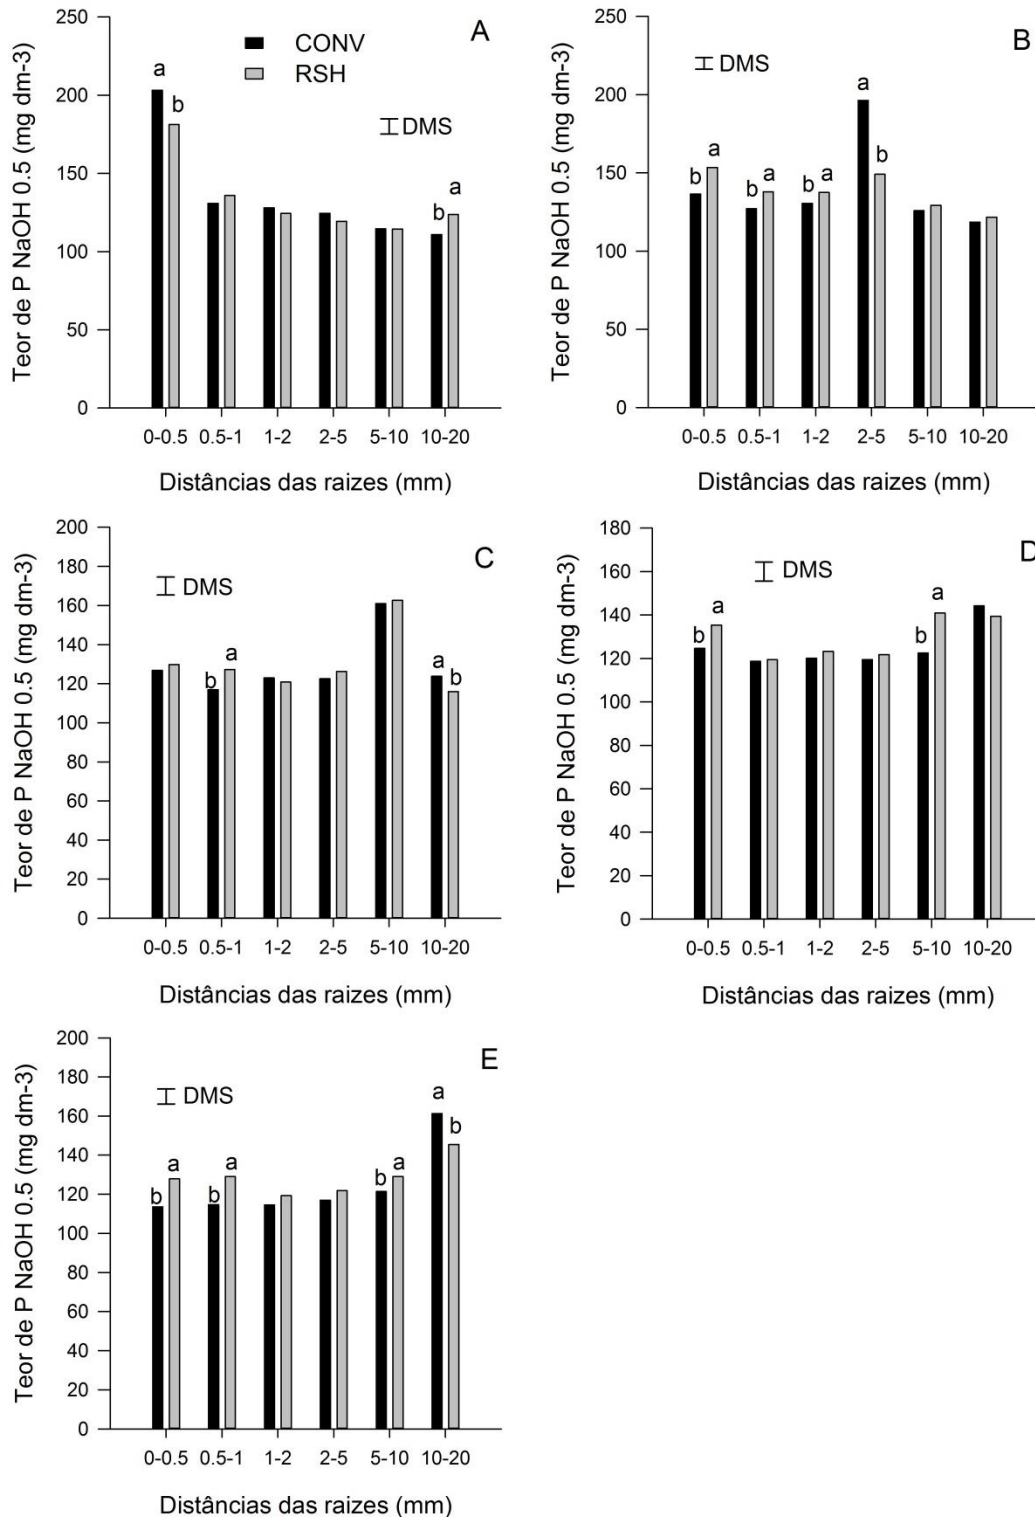 A
CONV
RSH
DMS
a
b
b
a
250
200
150
100
50
0
Teor de P NaOH 0.5 (mg dm-3)
0-0.5 0.5-1 1-2 2-5 5-10 10-20
Distâncias das raizes (mm)
B
DMS
b a b a b a a b
250
200
150
100
50
0
Teor de P NaOH 0.5 (mg dm-3)
0-0.5 0.5-1 1-2 2-5 5-10 10-20
Distâncias das raizes (mm)
C
DMS
b a a b
200
180
160
140
120
100
80
60
40
20
0
Teor de P NaOH 0.5 (mg dm-3)
0-0.5 0.5-1 1-2 2-5 5-10 10-20
Distâncias das raizes (mm)
D
DMS
b a b a
180
160
140
120
100
80
60
40
20
0
Teor de P NaOH 0.5 (mg dm-3)
0-0.5 0.5-1 1-2 2-5 5-10 10-20
Distâncias das raizes (mm)
E
DMS
b a b a b a a b
200
180
160
140
120
100
80
60
40
20
0
Teor de P NaOH 0.5 (mg dm-3)
0-0.5 0.5-1 1-2 2-5 5-10 10-20
Distâncias das raizes (mm)